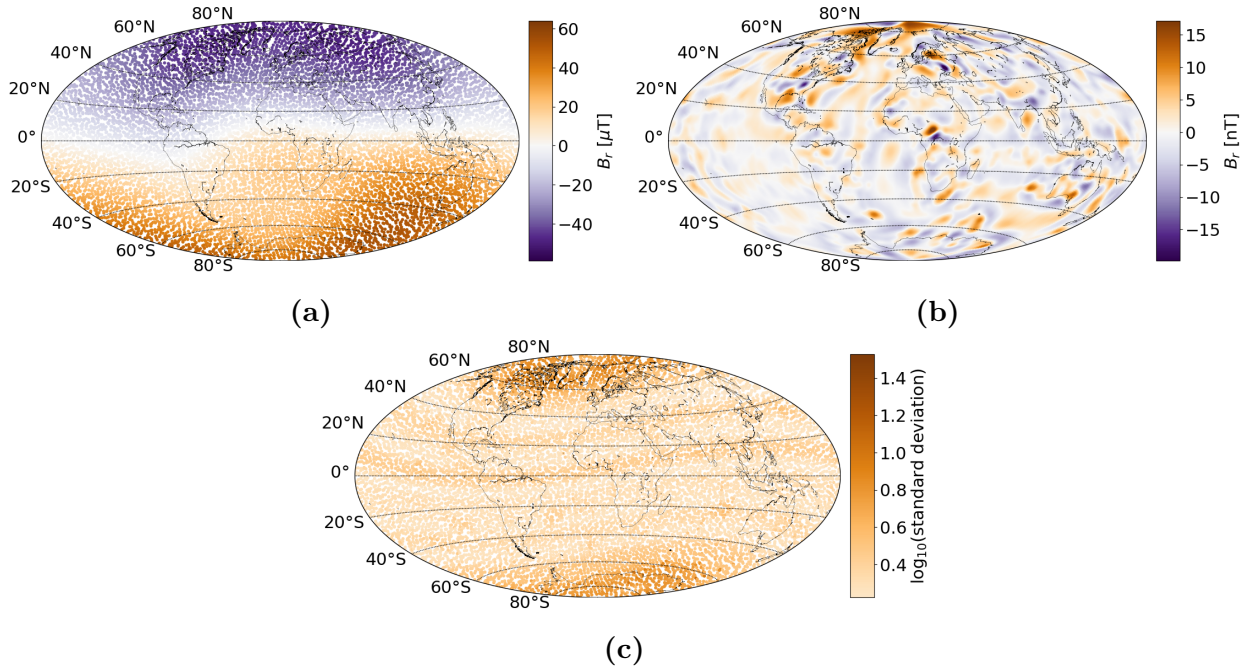 80°N
60°N
40°N
20°N
0°
20°S
40°S
60°S
80°S
60
40
20
0
−20
−40
B_r [μT]
(a)
80°N
60°N
40°N
20°N
0°
20°S
40°S
60°S
80°S
15
10
5
0
−5
−10
−15
B_r [nT]
(b)
80°N
60°N
40°N
20°N
0°
20°S
40°S
60°S
80°S
1.4
1.2
1.0
0.8
0.6
0.4
log₁₀(standard deviation)
(c)